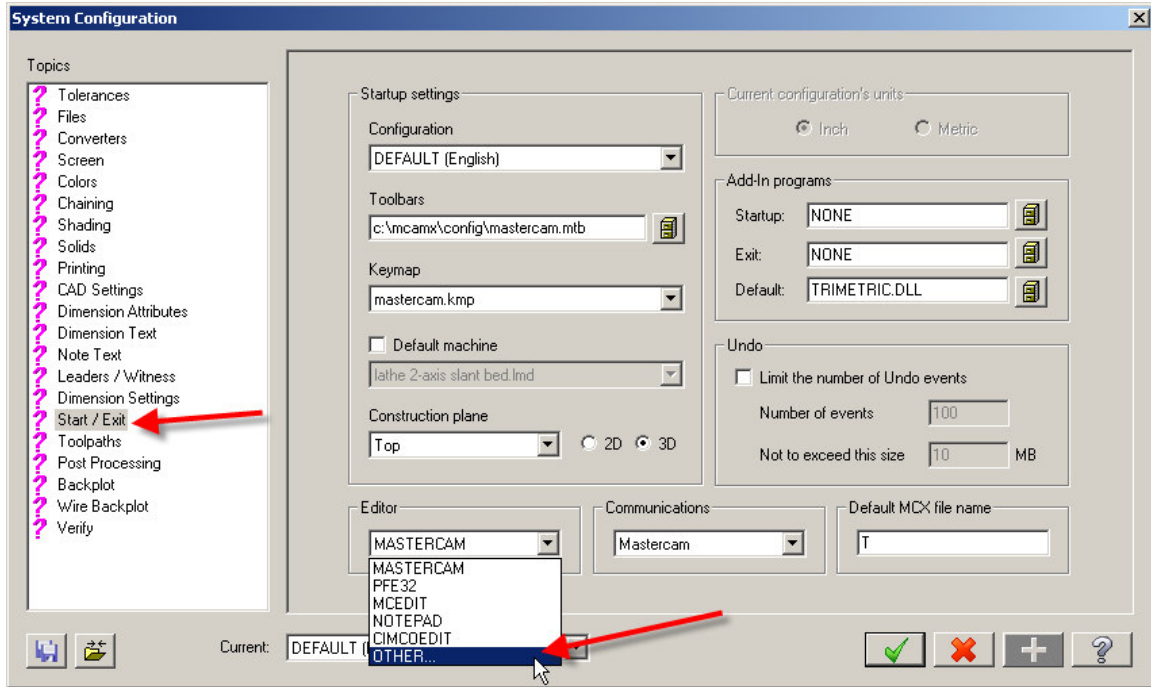 System Configuration
Topics
Tolerances
Files
Converters
Screen
Colors
Chaining
Shading
Solids
Printing
CAD Settings
Dimension Attributes
Dimension Text
Note Text
Leaders / Witness
Dimension Settings
Start / Exit
Toolpaths
Post Processing
Backplot
Wire Backplot
Verify
Startup settings
Configuration
DEFAULT (English)
Toolbars
c:\mcamx\config\mastercam.mtb
Keymap
mastercam.kmp
Default machine
lathe 2-axis slant bed.lmd
Construction plane
Top 2D 3D
Current configuration's units
Inch Metric
Add-In programs
Startup: NONE
Exit: NONE
Default: TRIMETRIC.DLL
Undo
Limit the number of Undo events
Number of events 100
Not to exceed this size 10 MB
Editor
MASTERCAM
MASTERCAM
PFE32
MCEDIT
NOTEPAD
CIMCOEDIT
OTHER...
Communications
Mastercam
Default MCX file name
T
Current: DEFAULT (